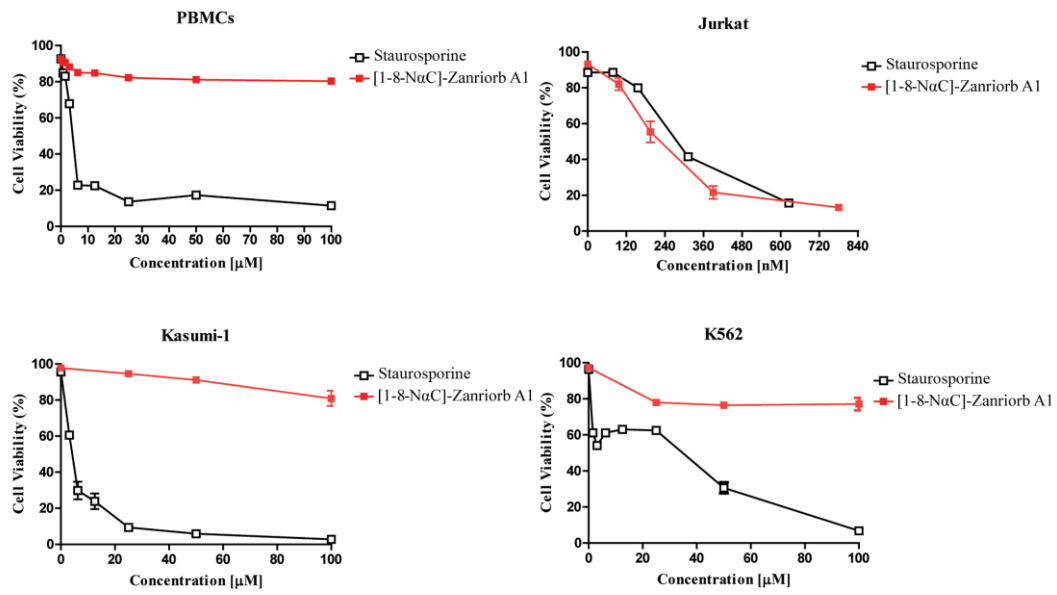 PBMCs
Cell Viability (%)
100
80
60
40
20
0
0 10 20 30 40 50 60 70 80 90 100
Concentration [μM]
Staurosporine
[1-8-NαC]-Zanriorb A1
Jurkat
Cell Viability (%)
100
80
60
40
20
0
0 120 240 360 480 600 720 840
Concentration [nM]
Staurosporine
[1-8-NαC]-Zanriorb A1
Kasumi-1
Cell Viability (%)
100
80
60
40
20
0
0 20 40 60 80 100
Concentration [μM]
Staurosporine
[1-8-NαC]-Zanriorb A1
K562
Cell Viability (%)
100
80
60
40
20
0
0 20 40 60 80 100
Concentration [μM]
Staurosporine
[1-8-NαC]-Zanriorb A1